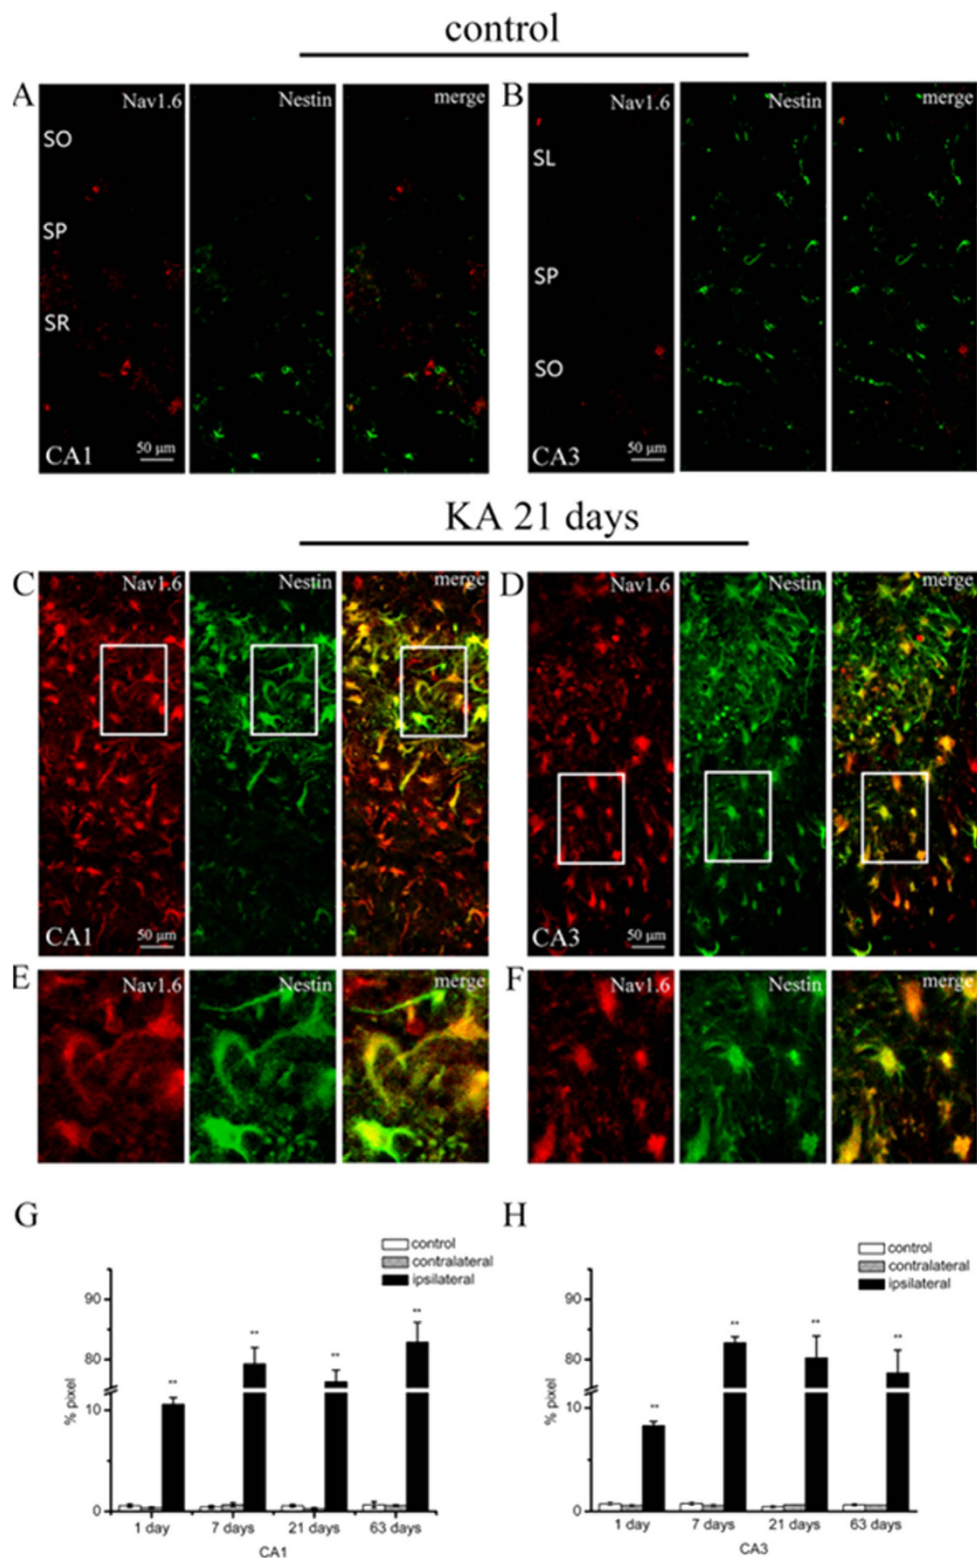 control
A Nav1.6 Nestin merge B Nav1.6 Nestin merge
SO SL
SP SP
SR SO
CA1 50 μm CA3 50 μm
KA 21 days
C Nav1.6 Nestin merge D Nav1.6 Nestin merge
CA1 50 μm CA3 50 μm
E Nav1.6 Nestin merge F Nav1.6 Nestin merge
G
control
contralateral
ipsilateral
90
** ** ** **
80
% pixel
10
0
1 day 7 days 21 days 63 days
CA1
H
control
contralateral
ipsilateral
90
** ** ** **
80
% pixel
10
0
1 day 7 days 21 days 63 days
CA3